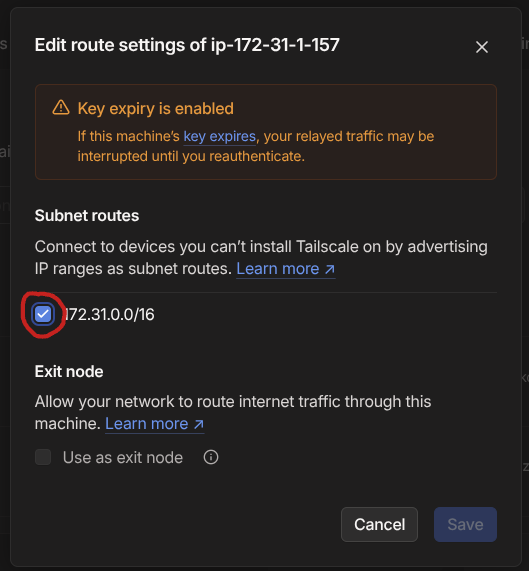 Edit route settings of ip-172-31-1-157
Key expiry is enabled
If this machine's key expires, your relayed traffic may be
interrupted until you reauthenticate.
Subnet routes
Connect to devices you can't install Tailscale on by advertising
IP ranges as subnet routes. Learn more ↗
172.31.0.0/16
Exit node
Allow your network to route internet traffic through this
machine. Learn more ↗
Use as exit node
Cancel
Save